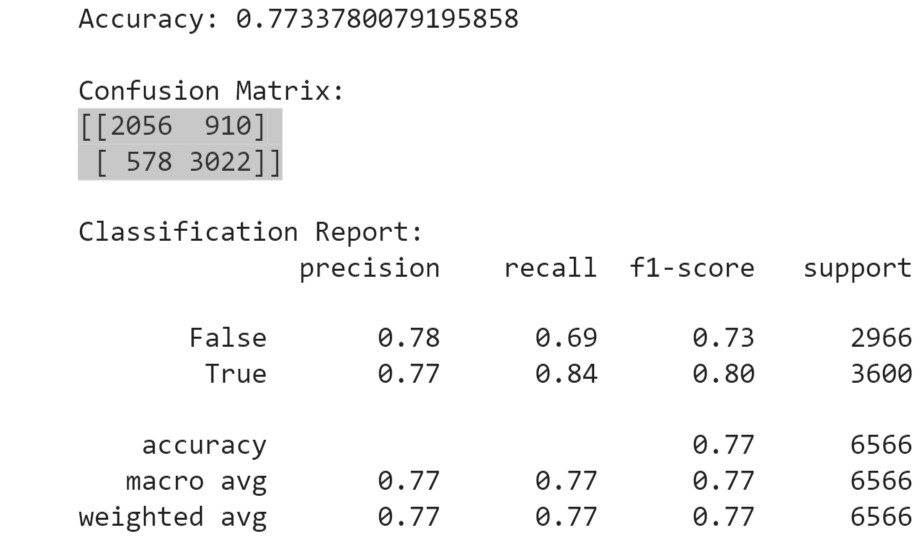 Accuracy: 0.7733780079195858
Confusion Matrix:
[[2056  910]
 [ 578 3022]]
Classification Report:
              precision    recall  f1-score   support
       False       0.78      0.69      0.73      2966
        True       0.77      0.84      0.80      3600
    accuracy                           0.77      6566
   macro avg       0.77      0.77      0.77      6566
weighted avg       0.77      0.77      0.77      6566